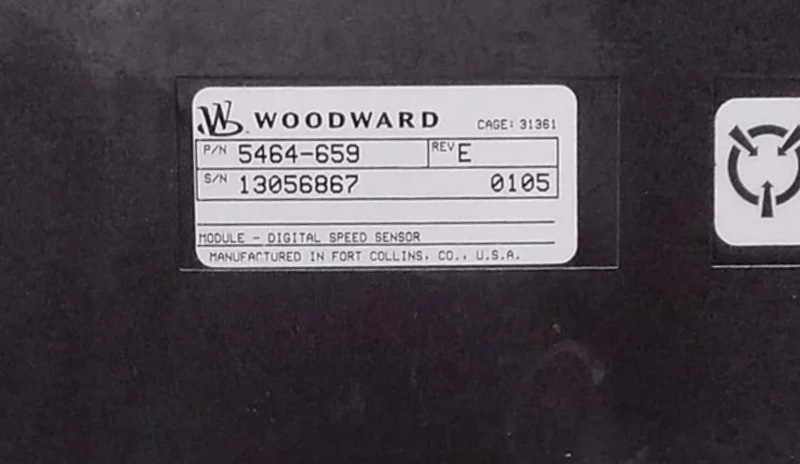 W WOODWARD CAGE: 31361
P/N 5464-659 REV E
S/N 13056867 0105
MODULE - DIGITAL SPEED SENSOR
MANUFACTURED IN FORT COLLINS, CO., U.S.A.